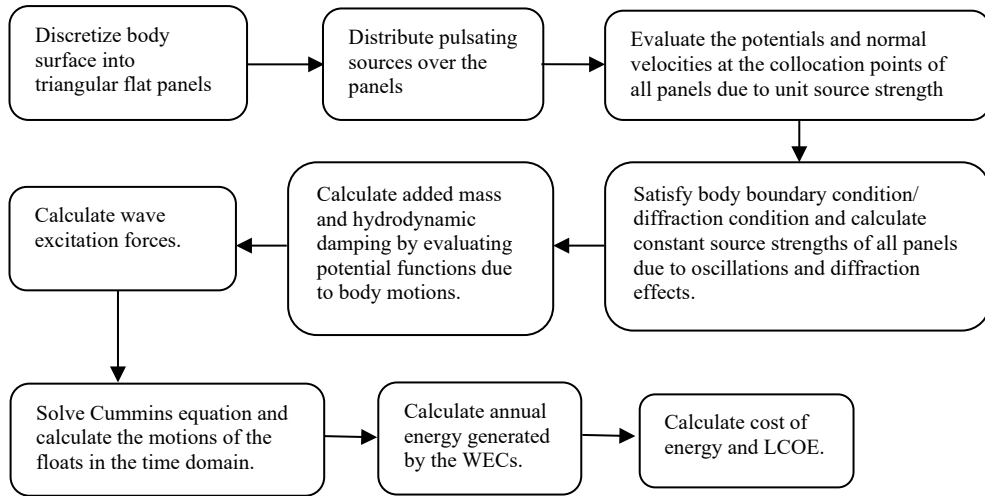 Discretize body
surface into
triangular flat panels
Distribute pulsating
sources over the
panels
Evaluate the potentials and normal
velocities at the collocation points of
all panels due to unit source strength
Satisfy body boundary condition/
diffraction condition and calculate
constant source strengths of all panels
due to oscillations and diffraction
effects.
Calculate added mass
and hydrodynamic
damping by evaluating
potential functions due
to body motions.
Calculate wave
excitation forces.
Solve Cummins equation and
calculate the motions of the
floats in the time domain.
Calculate annual
energy generated
by the WECs.
Calculate cost of
energy and LCOE.